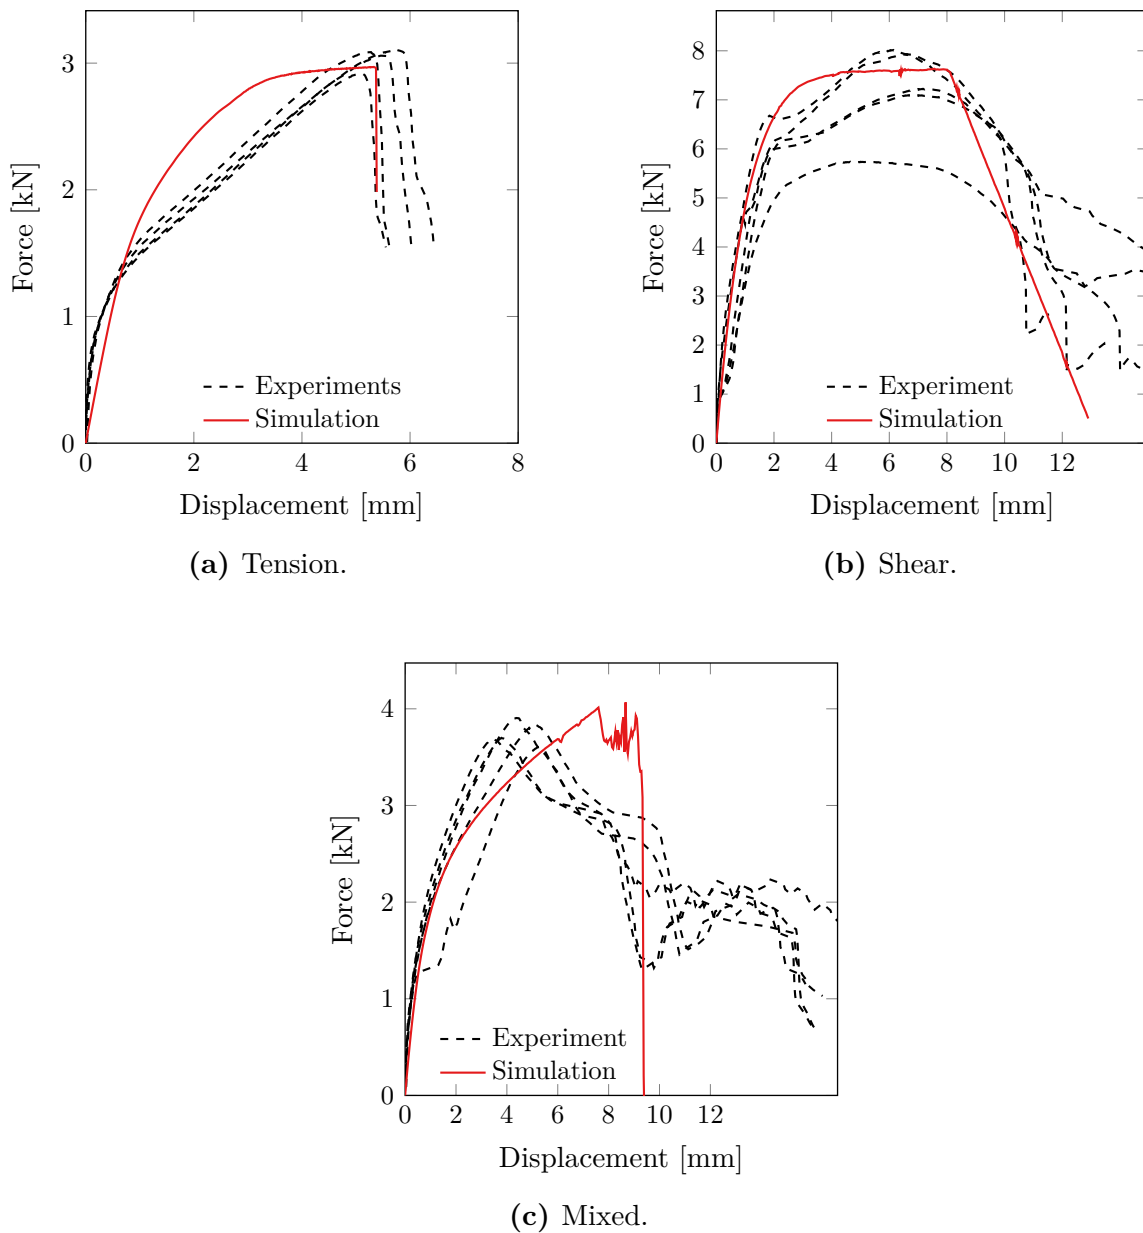 3
2
1
0
Force [kN]
Experiments
Simulation
0 2 4 6 8
Displacement [mm]
(a) Tension.
8
7
6
5
4
3
2
1
0
Force [kN]
Experiment
Simulation
0 2 4 6 8 10 12
Displacement [mm]
(b) Shear.
4
3
2
1
0
Force [kN]
Experiment
Simulation
0 2 4 6 8 10 12
Displacement [mm]
(c) Mixed.